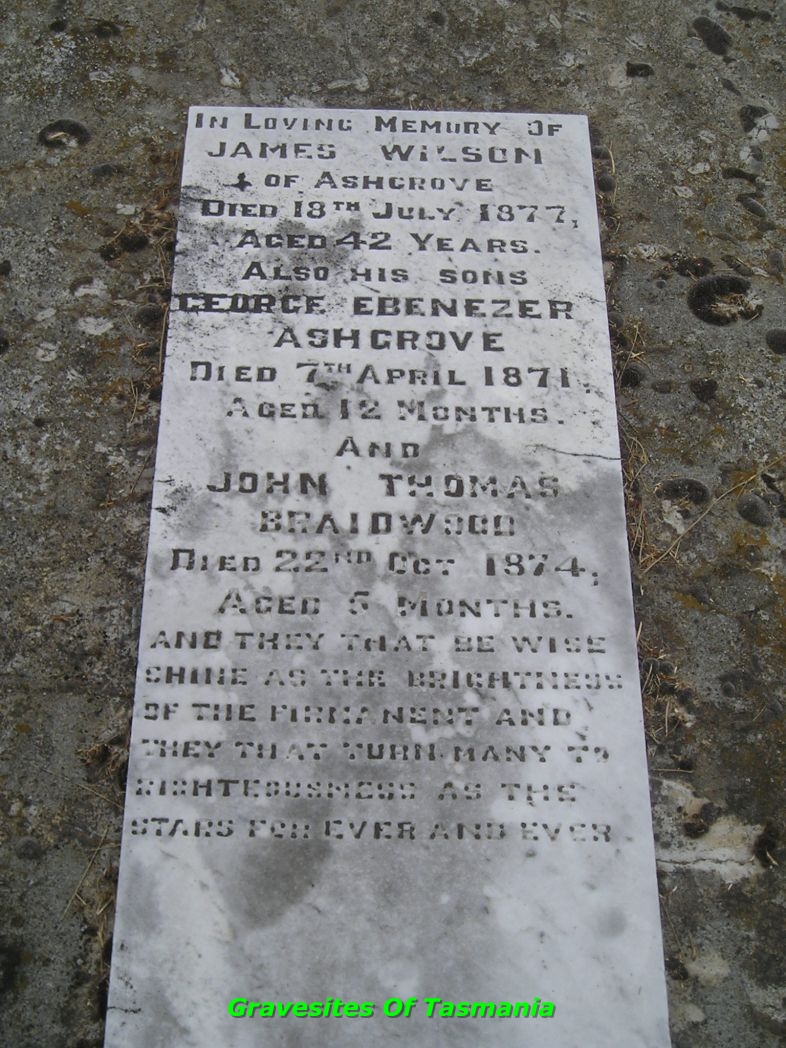 In Loving Memory Of
JAMES WILSON
OF ASHGROVE
DIED 18TH JULY 1877,
AGED 42 YEARS.
ALSO HIS SONS
GEORGE EBENEZER
ASHGROVE
DIED 7TH APRIL 1871.
AGED 12 MONTHS.
AND
JOHN THOMAS
BRAIDWOOD
DIED 22ND OCT 1874,
AGED 5 MONTHS.
AND THEY THAT BE WISE
SHINE AS THE BRIGHTNESS
OF THE FIRMAMENT AND
THEY THAT TURN MANY TO
RIGHTEOUSNESS AS THE
STARS FOR EVER AND EVER.
Gravesites Of Tasmania